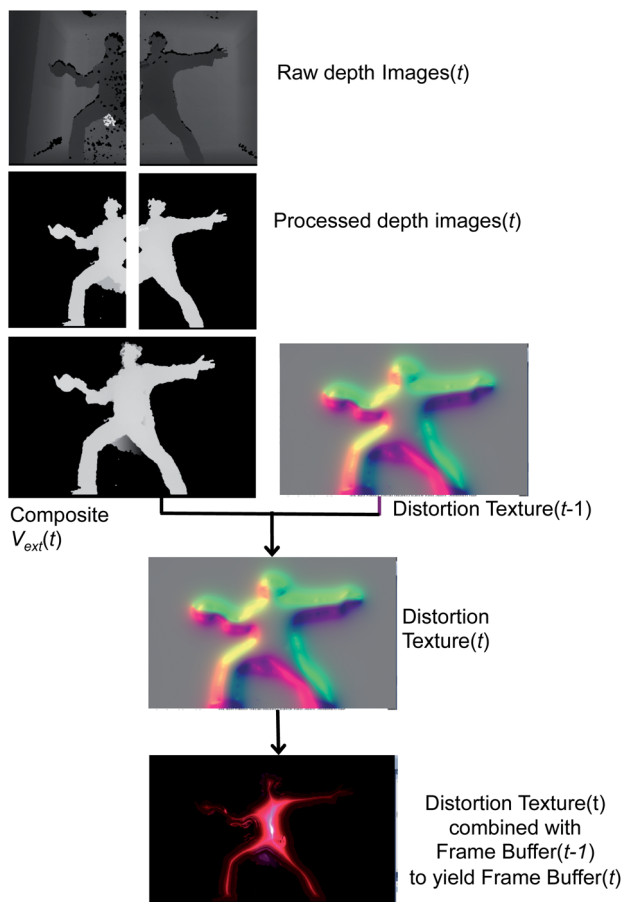 Raw depth Images(t)
Processed depth images(t)
Composite
V_ext(t)
Distortion Texture(t-1)
Distortion
Texture(t)
Distortion Texture(t)
combined with
Frame Buffer(t-1)
to yield Frame Buffer(t)